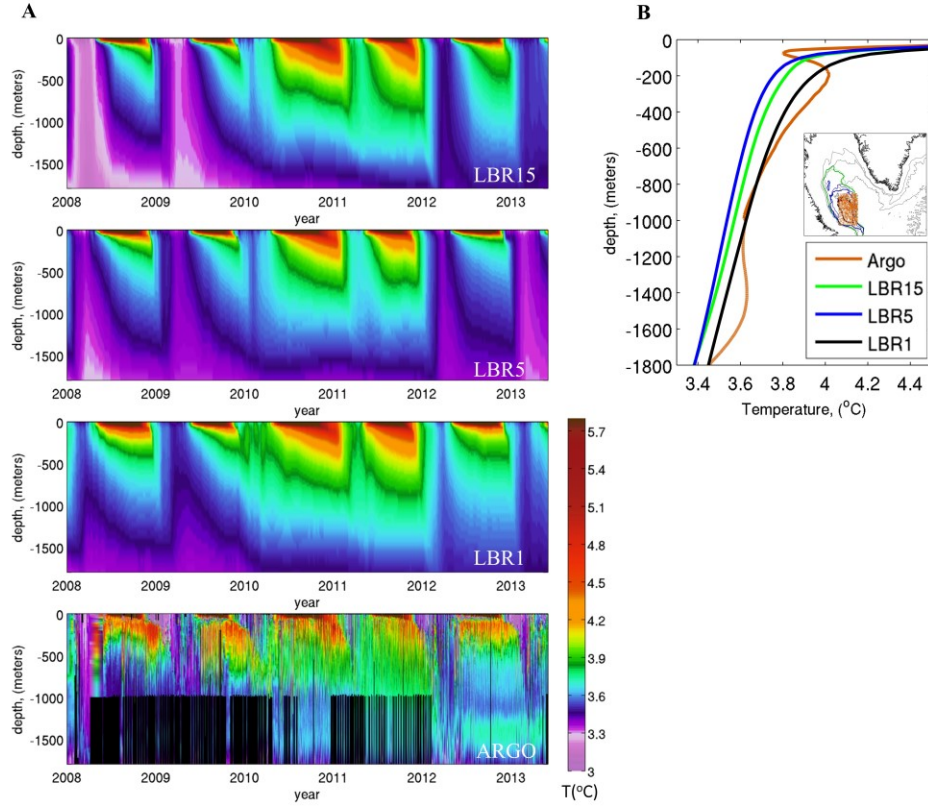 A
0
-500
-1000
-1500
depth, (meters)
LBR15
2008 2009 2010 2011 2012 2013
year
0
-500
-1000
-1500
depth, (meters)
LBR5
2008 2009 2010 2011 2012 2013
year
0
-500
-1000
-1500
depth, (meters)
LBR1
2008 2009 2010 2011 2012 2013
year
0
-500
-1000
-1500
depth, (meters)
ARGO
2008 2009 2010 2011 2012 2013
year
5.7
5.4
5.1
4.8
4.5
4.2
3.9
3.6
3.3
3
T(°C)
B
0
-200
-400
-600
-800
-1000
-1200
-1400
-1600
-1800
depth, (meters)
Argo
LBR15
LBR5
LBR1
3.4 3.6 3.8 4 4.2 4.4
Temperature, (°C)